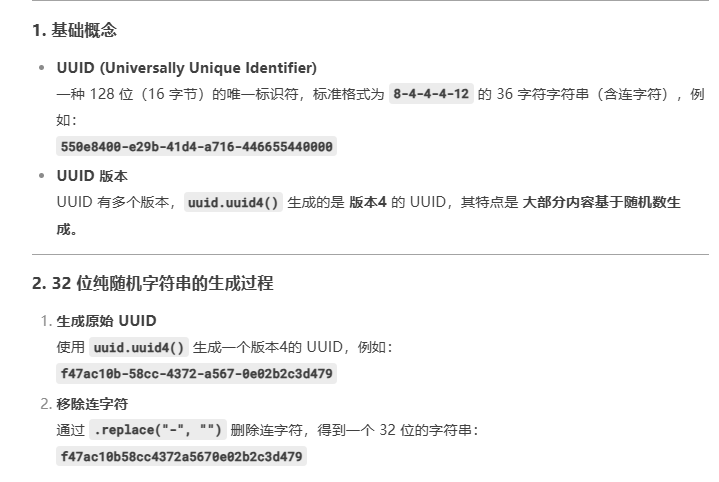 1. 基础概念
• UUID (Universally Unique Identifier)
一种 128 位（16 字节）的唯一标识符，标准格式为 8-4-4-4-12 的 36 字符字符串（含连字符），例
如：
550e8400-e29b-41d4-a716-446655440000
• UUID 版本
UUID 有多个版本，uuid.uuid4() 生成的是 版本4 的 UUID，其特点是 大部分内容基于随机数生
成。
2. 32 位纯随机字符串的生成过程
1. 生成原始 UUID
使用 uuid.uuid4() 生成一个版本4的 UUID，例如：
f47ac10b-58cc-4372-a567-0e02b2c3d479
2. 移除连字符
通过 .replace("-", "") 删除连字符，得到一个 32 位的字符串：
f47ac10b58cc4372a5670e02b2c3d479